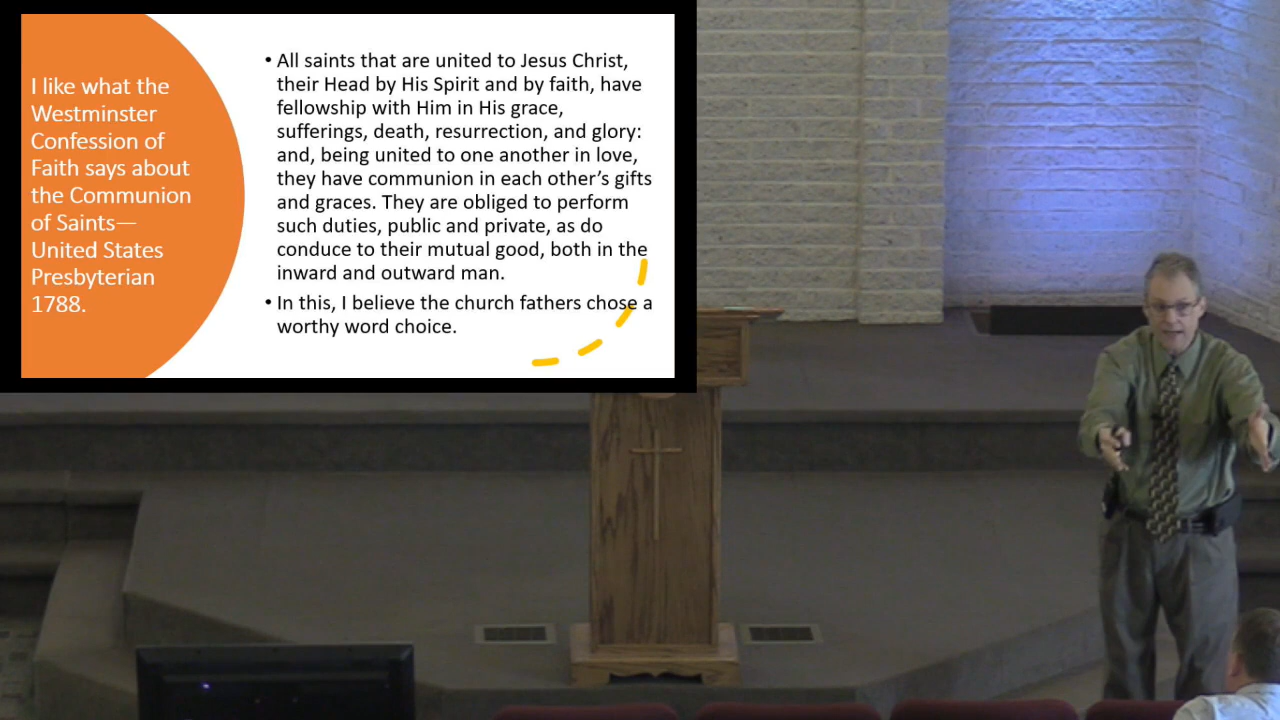 I like what the
Westminster
Confession of
Faith says about
the Communion
of Saints—
United States
Presbyterian
1788.
• All saints that are united to Jesus Christ,
their Head by His Spirit and by faith, have
fellowship with Him in His grace,
sufferings, death, resurrection, and glory:
and, being united to one another in love,
they have communion in each other’s gifts
and graces. They are obliged to perform
such duties, public and private, as do
conduce to their mutual good, both in the
inward and outward man.
• In this, I believe the church fathers chose a
worthy word choice.